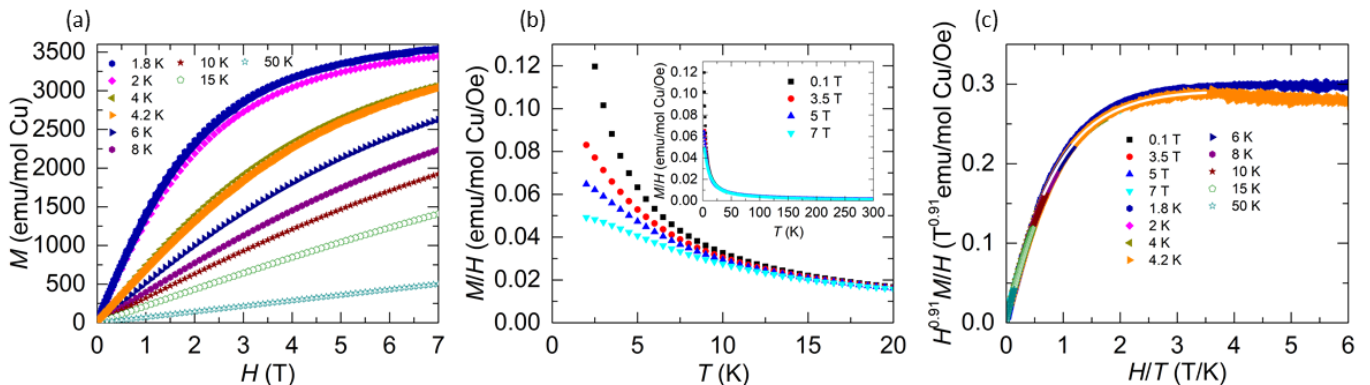 (a)
M (emu/mol Cu)
3500
3000
2500
2000
1500
1000
500
0
1.8 K
2 K
4 K
4.2 K
6 K
8 K
10 K
15 K
50 K
0 1 2 3 4 5 6 7
H (T)
(b)
M/H (emu/mol Cu/Oe)
0.12
0.10
0.08
0.06
0.04
0.02
0.00
0 5 10 15 20
T (K)
M/H (emu/mol Cu/Oe)
0.12
0.10
0.08
0.06
0.04
0.02
0.00
0.1 T
3.5 T
5 T
7 T
0 50 100 150 200 250 300
T (K)
(c)
H^0.91 M/H (T^0.91 emu/mol Cu/Oe)
0.3
0.2
0.1
0.0
0.1 T
3.5 T
5 T
7 T
1.8 K
2 K
4 K
4.2 K
6 K
8 K
10 K
15 K
50 K
0 1 2 3 4 5 6
H/T (T/K)